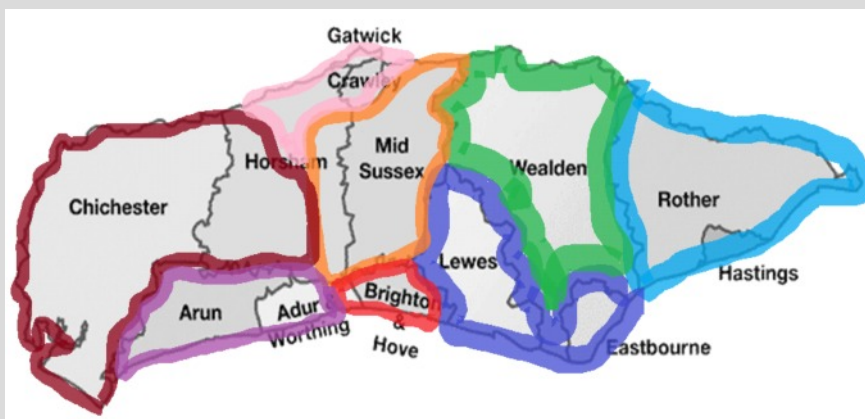 Gatwick
Crawley
Horsham
Mid
Sussex
Wealden
Chichester
Rother
Lewes
Hastings
Arun
Adur
Worthing
Brighton
&
Hove
Eastbourne